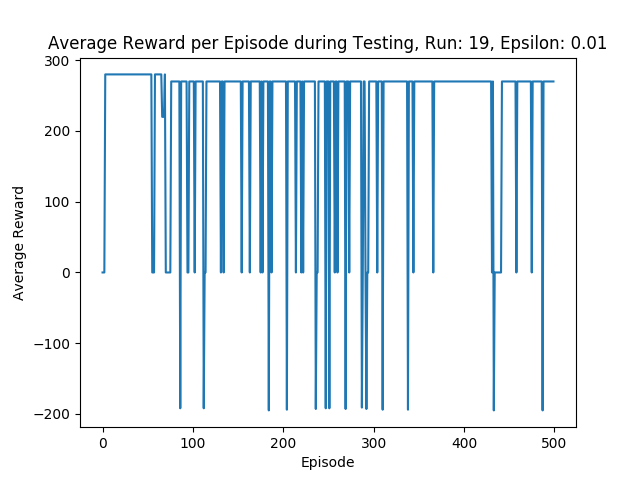 Average Reward per Episode during Testing, Run: 19, Epsilon: 0.01
300
200
100
0
−100
−200
Average Reward
0 100 200 300 400 500
Episode